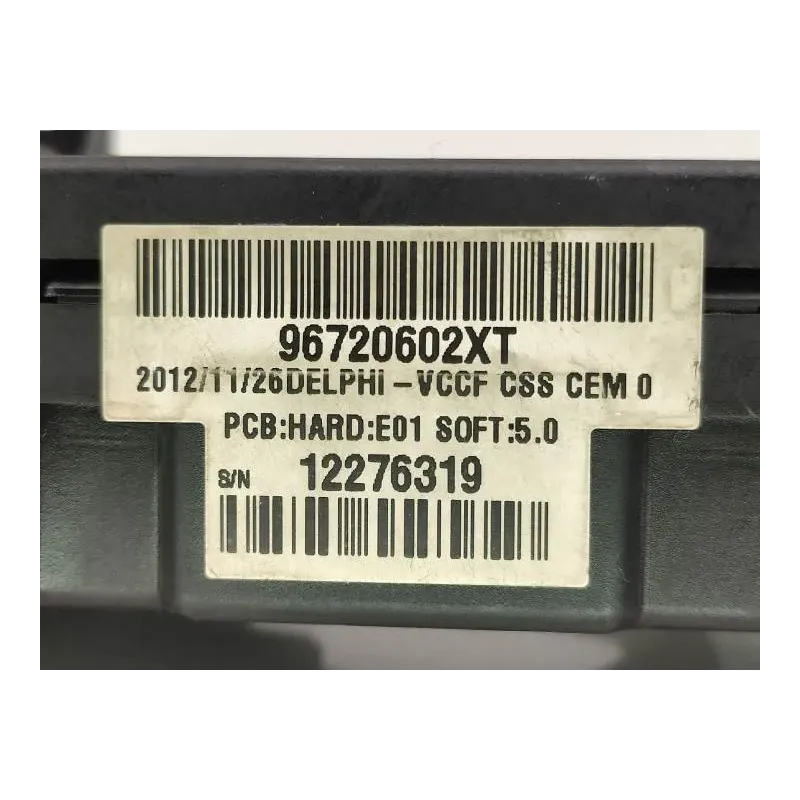 96720602XT
2012/11/26DELPHI-VCCF CSS CEM 0
PCB:HARD:E01 SOFT:5.0
S/N 12276319